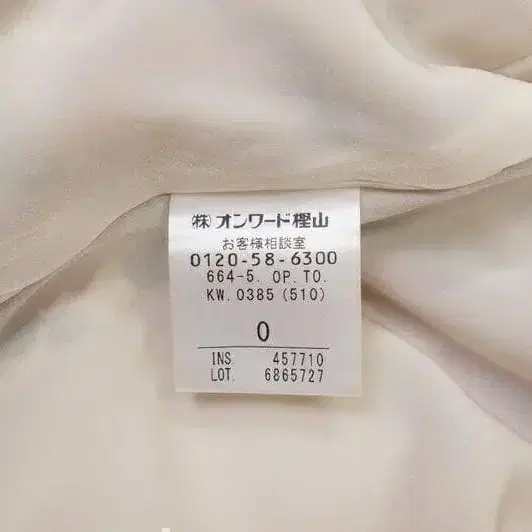 ㈱オンワード樫山
お客様相談室
0120-58-6300
664-5. OP. TO.
KW. 0385 (510)
0
INS. 457710
LOT. 6865727